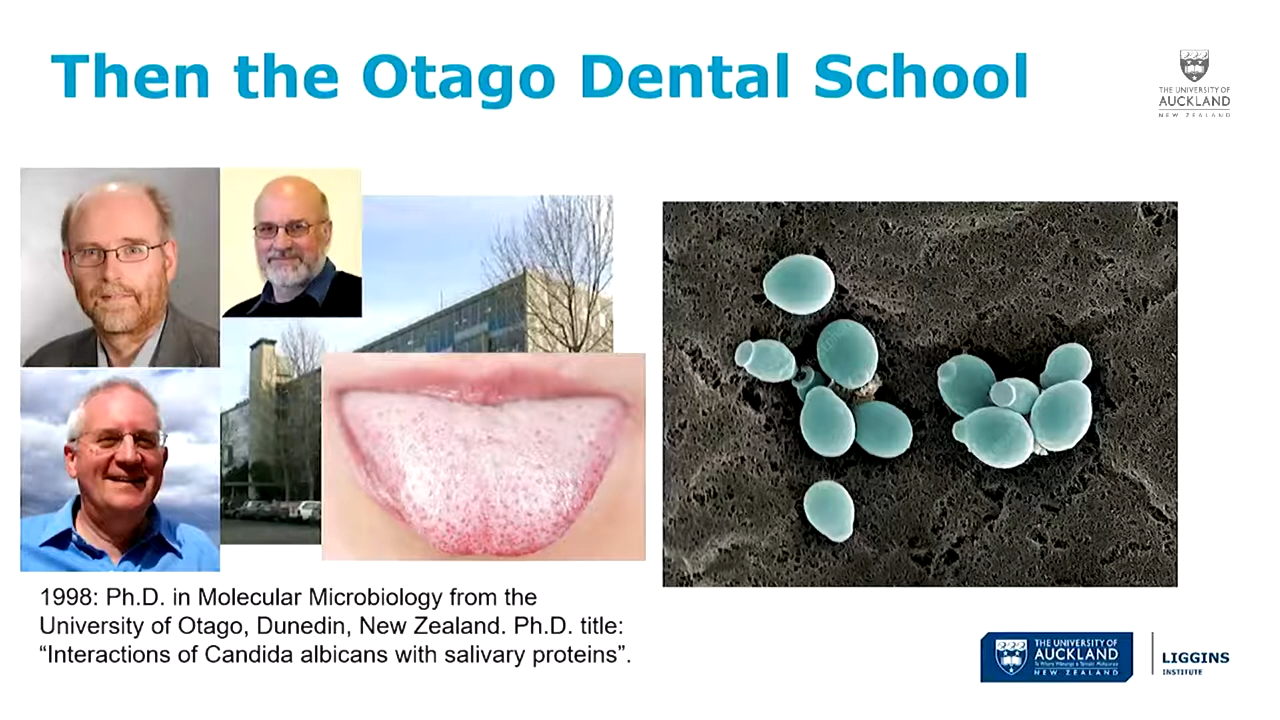 Then the Otago Dental School
THE UNIVERSITY OF
AUCKLAND
NEW ZEALAND
1998: Ph.D. in Molecular Microbiology from the
University of Otago, Dunedin, New Zealand. Ph.D. title:
“Interactions of Candida albicans with salivary proteins”.
THE UNIVERSITY OF
AUCKLAND
NEW ZEALAND
LIGGINS
INSTITUTE